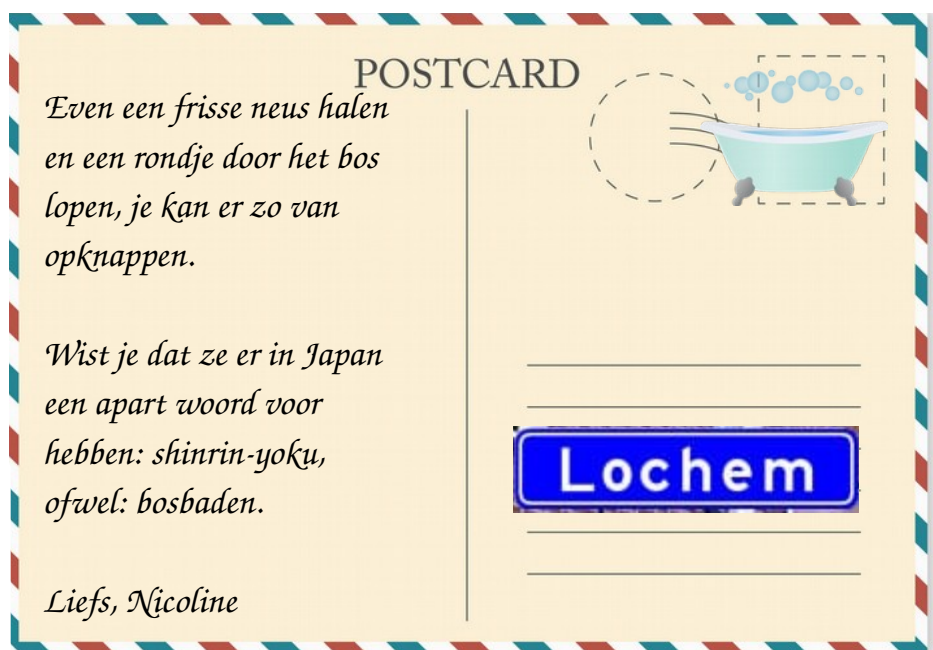 POSTCARD
Even een frisse neus halen
en een rondje door het bos
lopen, je kan er zo van
opknappen.
Wist je dat ze er in Japan
een apart woord voor
hebben: shinrin-yoku,
ofwel: bosbaden.
Liefs, Nicoline
Lochem